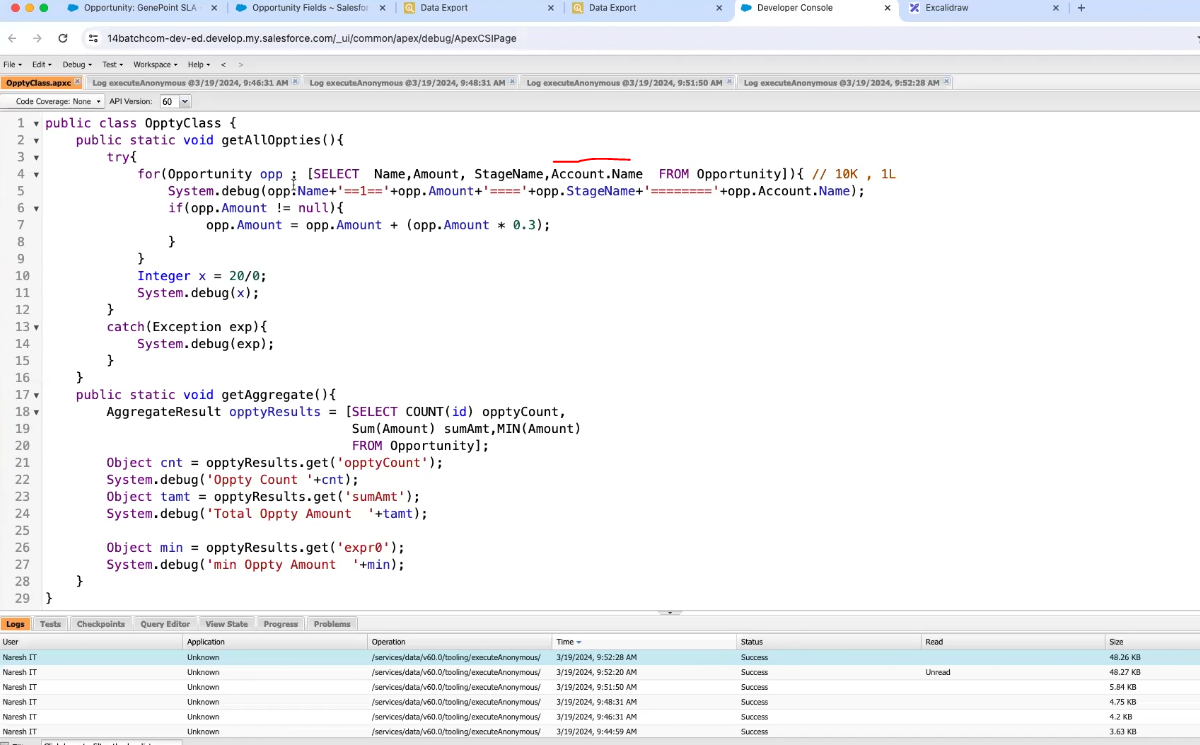 Opportunity: GenePoint SLA
Opportunity Fields ~ Salesfor
Data Export
Data Export
Developer Console
Excalidraw
14batchcom-dev-ed.develop.my.salesforce.com/_ui/common/apex/debug/ApexCSIPage
File Edit Debug Test Workspace Help < >
OpptyClass.apxc
Log executeAnonymous @3/19/2024, 9:46:31 AM
Log executeAnonymous @3/19/2024, 9:48:31 AM
Log executeAnonymous @3/19/2024, 9:51:50 AM
Log executeAnonymous @3/19/2024, 9:52:28 AM
Code Coverage: None API Version: 60
1 public class OpptyClass {
2 public static void getAllOppties(){
3 try{
4 for(Opportunity opp : [SELECT Name,Amount, StageName,Account.Name FROM Opportunity]){ // 10K , 1L
5 System.debug(opp.Name+'==1=='+opp.Amount+'===='+opp.StageName+'========'+opp.Account.Name);
6 if(opp.Amount != null){
7 opp.Amount = opp.Amount + (opp.Amount * 0.3);
8 }
9 }
10 Integer x = 20/0;
11 System.debug(x);
12 }
13 catch(Exception exp){
14 System.debug(exp);
15 }
16 }
17 public static void getAggregate(){
18 AggregateResult opptyResults = [SELECT COUNT(id) opptyCount,
19 Sum(Amount) sumAmt,MIN(Amount)
20 FROM Opportunity];
21 Object cnt = opptyResults.get('opptyCount');
22 System.debug('Oppty Count '+cnt);
23 Object tamt = opptyResults.get('sumAmt');
24 System.debug('Total Oppty Amount '+tamt);
25
26 Object min = opptyResults.get('expr0');
27 System.debug('min Oppty Amount '+min);
28 }
29 }
Logs Tests Checkpoints Query Editor View State Progress Problems
User Application Operation Time Status Read Size
Naresh IT Unknown /services/data/v60.0/tooling/executeAnonymous/ 3/19/2024, 9:52:28 AM Success 48.26 KB
Naresh IT Unknown /services/data/v60.0/tooling/executeAnonymous/ 3/19/2024, 9:52:20 AM Success Unread 48.27 KB
Naresh IT Unknown /services/data/v60.0/tooling/executeAnonymous/ 3/19/2024, 9:51:50 AM Success 5.84 KB
Naresh IT Unknown /services/data/v60.0/tooling/executeAnonymous/ 3/19/2024, 9:48:31 AM Success 4.75 KB
Naresh IT Unknown /services/data/v60.0/tooling/executeAnonymous/ 3/19/2024, 9:46:31 AM Success 4.2 KB
Naresh IT Unknown /services/data/v60.0/tooling/executeAnonymous/ 3/19/2024, 9:44:59 AM Success 3.63 KB